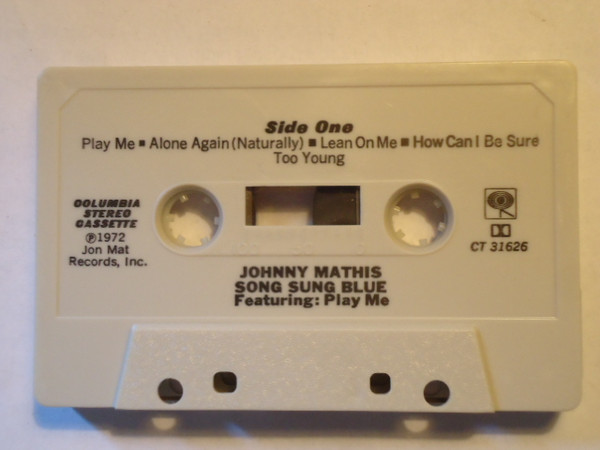 Side One
Play Me ■ Alone Again (Naturally) ■ Lean On Me ■ How Can I Be Sure
Too Young
COLUMBIA
STEREO
CASSETTE
℗1972
Jon Mat
Records, Inc.
CT 31626
JOHNNY MATHIS
SONG SUNG BLUE
Featuring: Play Me